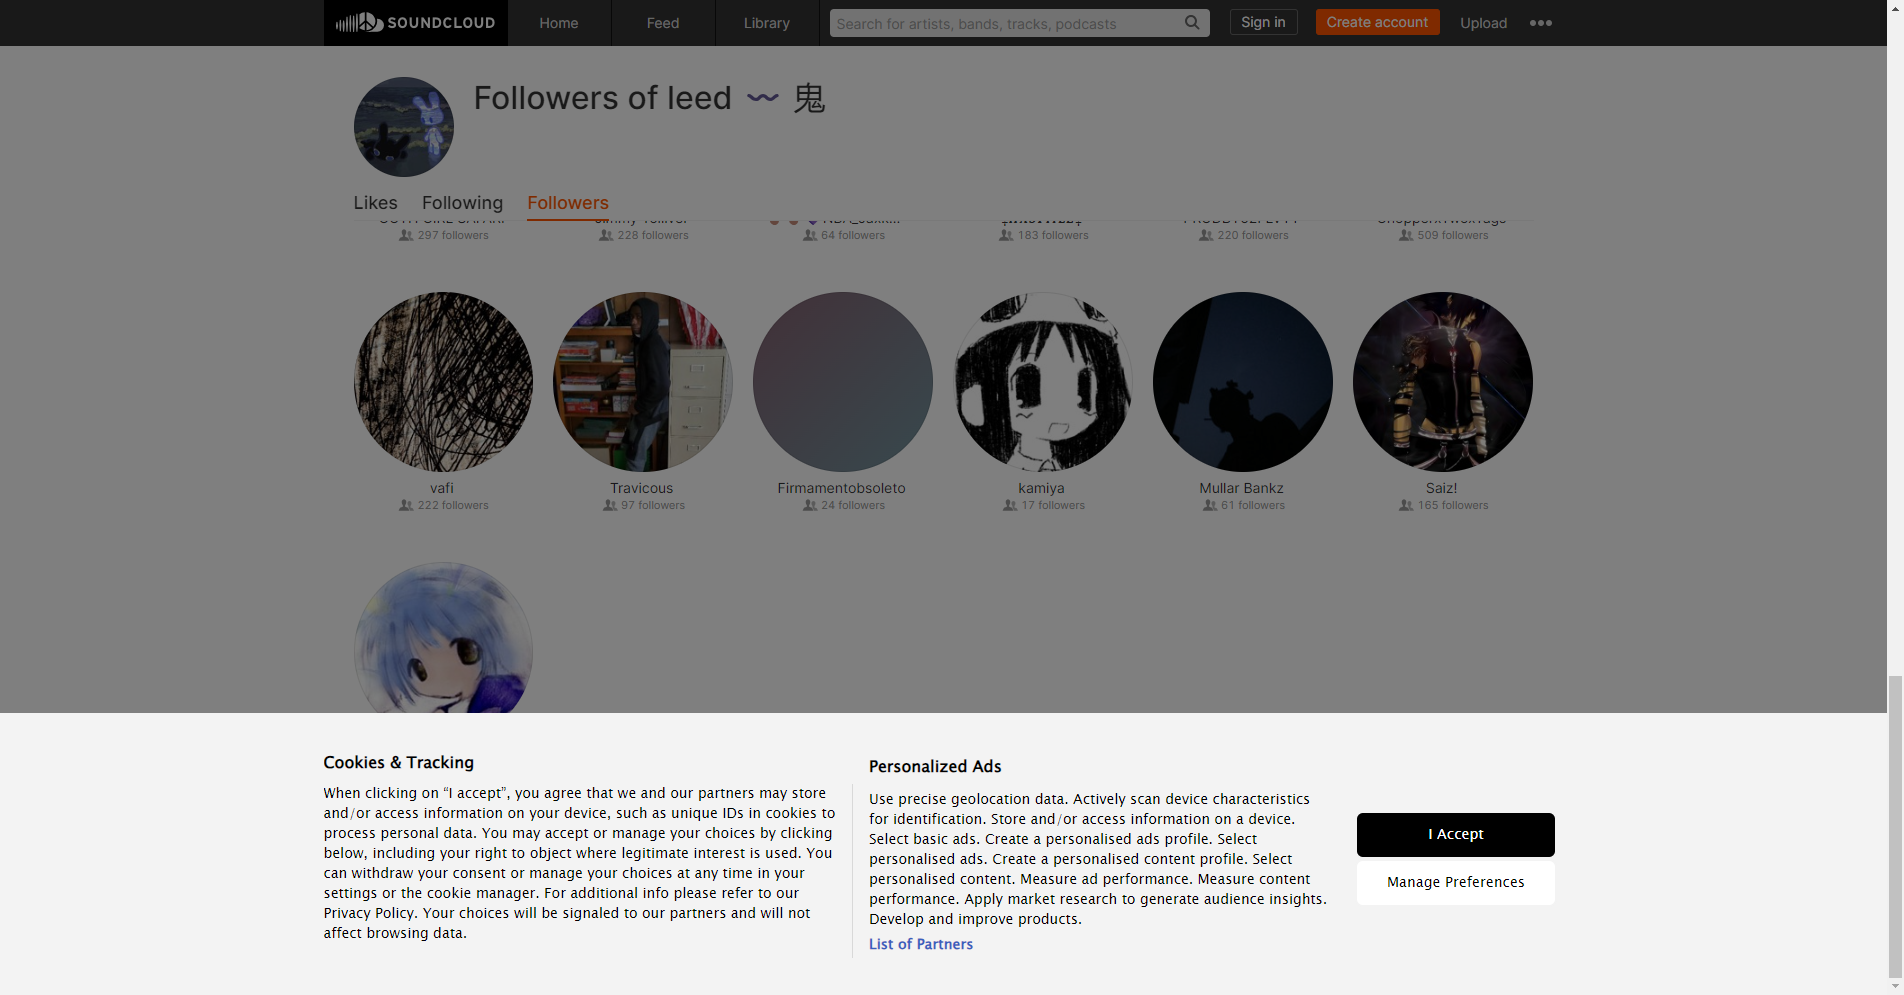 SOUNDCLOUD Home Feed Library Search for artists, bands, tracks, podcasts Sign in Create account Upload •••
Followers of leed 〰 鬼
Likes Following Followers
297 followers 228 followers 64 followers 183 followers 220 followers 509 followers
vafi Travicous Firmamentobsoleto kamiya Mullar Bankz Saiz!
222 followers 97 followers 24 followers 17 followers 61 followers 165 followers
Cookies & Tracking
When clicking on “I accept”, you agree that we and our partners may store
and/or access information on your device, such as unique IDs in cookies to
process personal data. You may accept or manage your choices by clicking
below, including your right to object where legitimate interest is used. You
can withdraw your consent or manage your choices at any time in your
settings or the cookie manager. For additional info please refer to our
Privacy Policy. Your choices will be signaled to our partners and will not
affect browsing data.
Personalized Ads
Use precise geolocation data. Actively scan device characteristics
for identification. Store and/or access information on a device.
Select basic ads. Create a personalised ads profile. Select
personalised ads. Create a personalised content profile. Select
personalised content. Measure ad performance. Measure content
performance. Apply market research to generate audience insights.
Develop and improve products.
List of Partners
I Accept
Manage Preferences